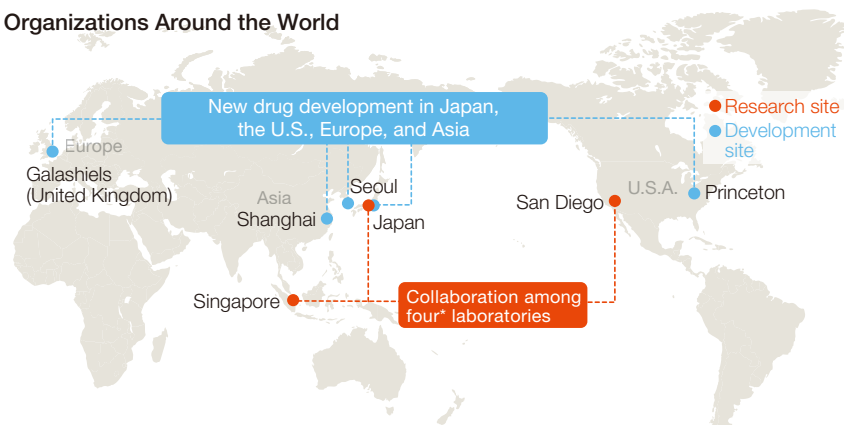 Organizations Around the World
New drug development in Japan,
the U.S., Europe, and Asia
Research site
Development
site
Europe
Galashiels
(United Kingdom)
Asia
Seoul
Shanghai
Japan
San Diego
U.S.A.
Princeton
Singapore
Collaboration among
four* laboratories